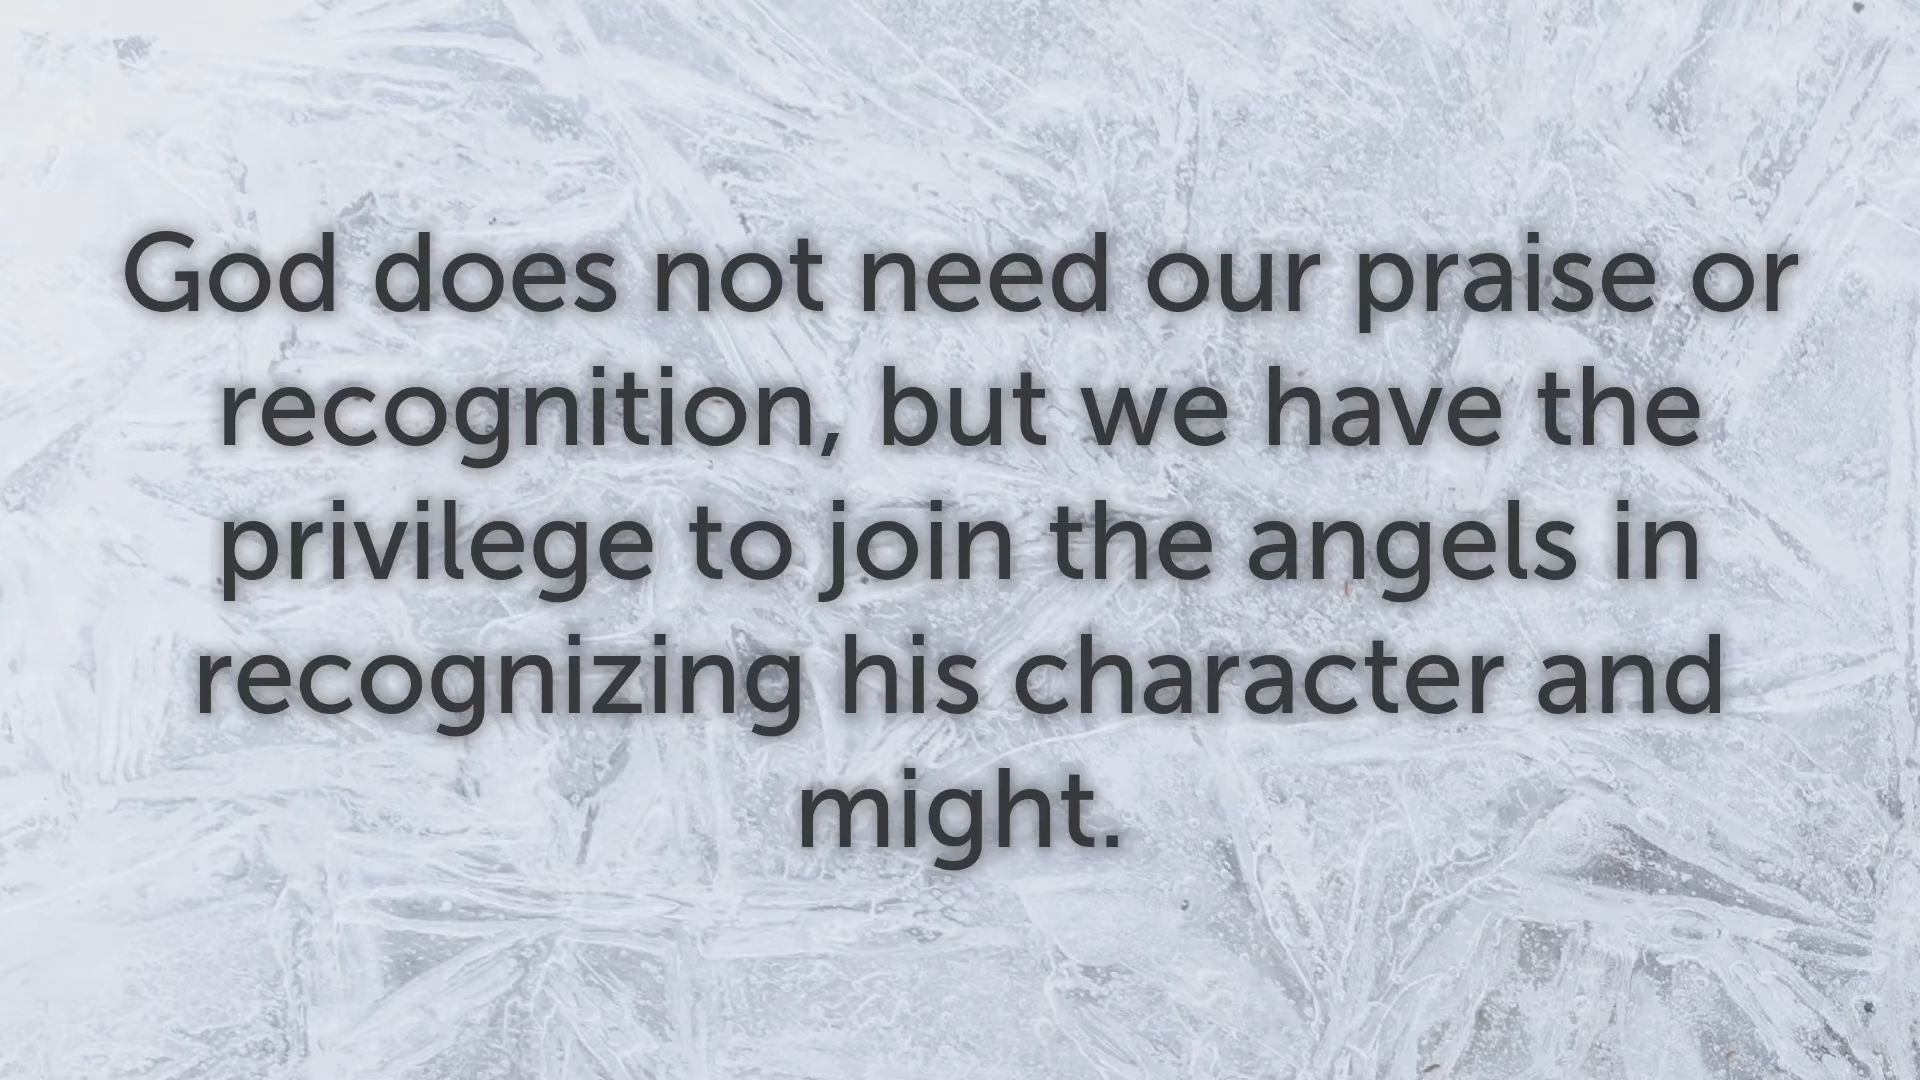 God does not need our praise or
recognition, but we have the
privilege to join the angels in
recognizing his character and
might.